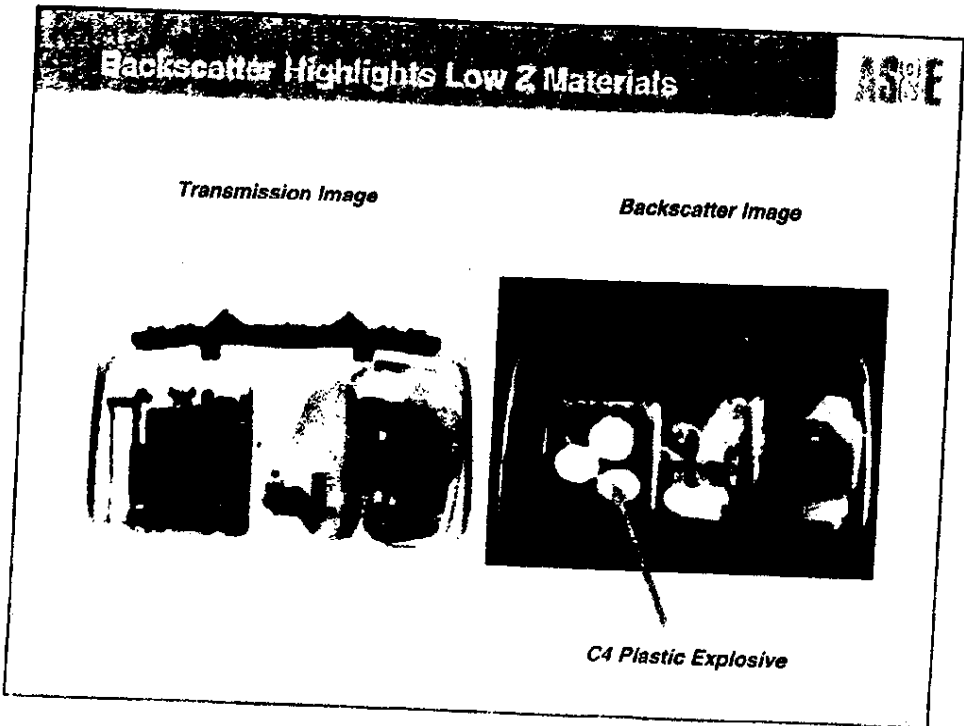 Backscatter Highlights Low Z Materials
AS&E
Transmission Image
Backscatter Image
C4 Plastic Explosive